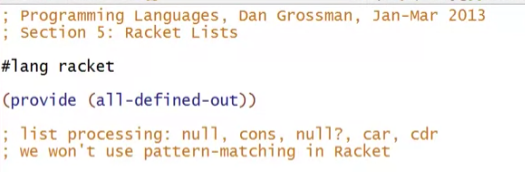 ; Programming Languages, Dan Grossman, Jan-Mar 2013
; Section 5: Racket Lists
#lang racket
(provide (all-defined-out))
; list processing: null, cons, null?, car, cdr
; we won't use pattern-matching in Racket